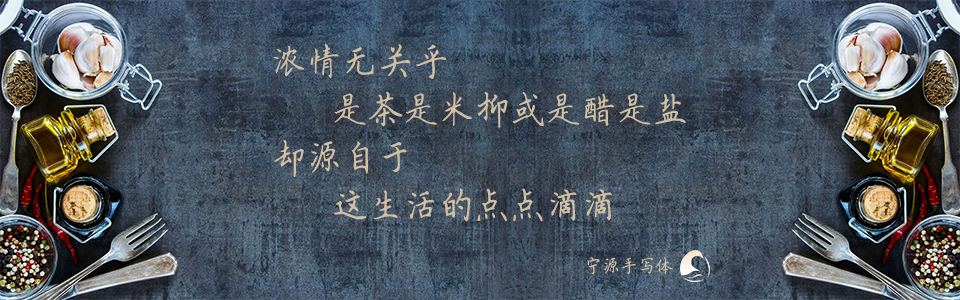 浓情无关乎
是茶是米抑或是醋是盐
却源自于
这生活的点点滴滴
宁源手写体